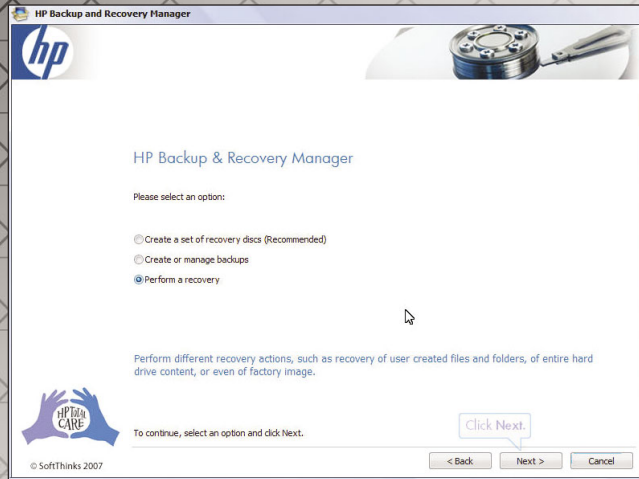 HP Backup and Recovery Manager
hp
HP Backup & Recovery Manager
Please select an option:
Create a set of recovery discs (Recommended)
Create or manage backups
Perform a recovery
Perform different recovery actions, such as recovery of user created files and folders, of entire hard
drive content, or even of factory image.
HP TOTAL
CARE
To continue, select an option and click Next.
Click Next.
© SoftThinks 2007
< Back
Next >
Cancel